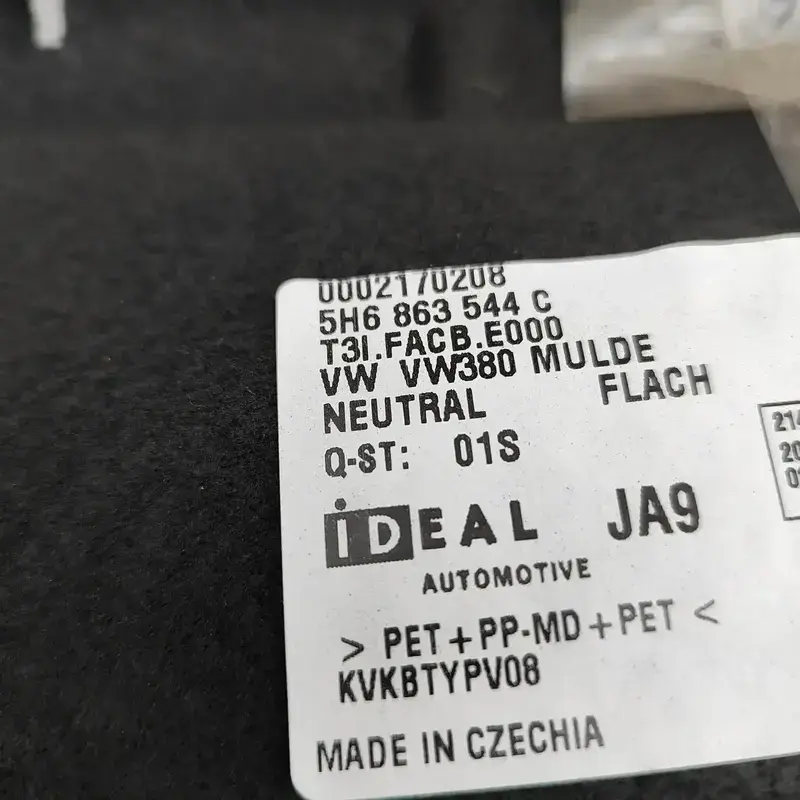 0002170208
5H6 863 544 C
T3I.FACB.E000
VW VW380 MULDE
NEUTRAL FLACH
Q-ST: 01S
iDEAL JA9
AUTOMOTIVE
> PET+PP-MD+PET <
KVKBTYPV08
MADE IN CZECHIA